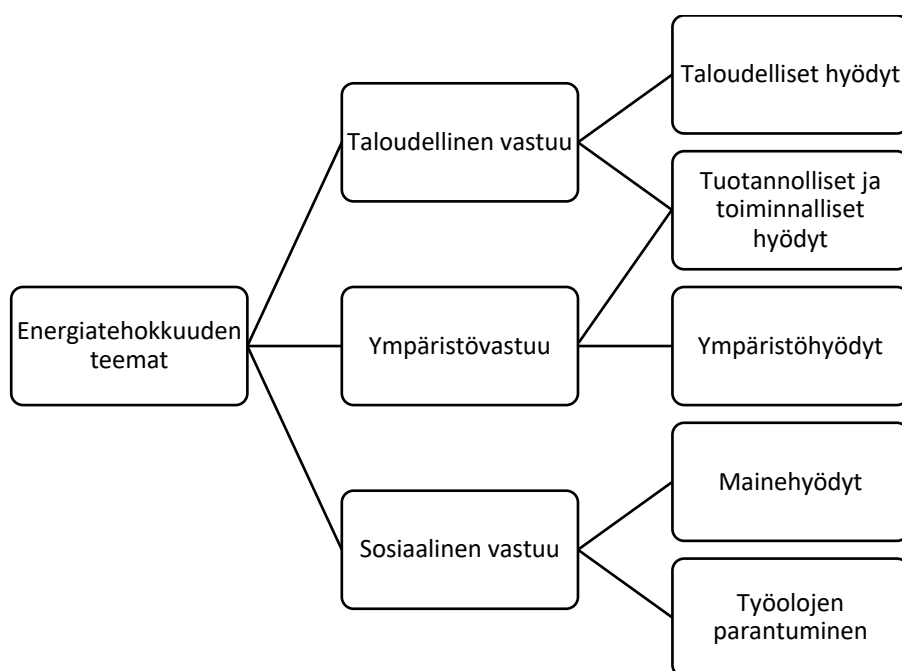 Energiatehokkuuden
teemat
Taloudellinen vastuu
Ympäristövastuu
Sosiaalinen vastuu
Taloudelliset hyödyt
Tuotannolliset ja
toiminnalliset
hyödyt
Ympäristöhyödyt
Mainehyödyt
Työolojen
parantuminen